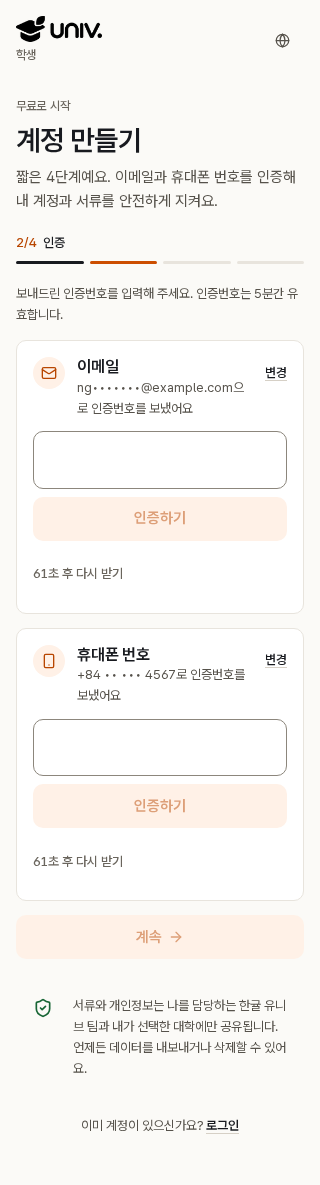 UNIV.
학생
무료로 시작
계정 만들기
짧은 4단계예요. 이메일과 휴대폰 번호를 인증해
내 계정과 서류를 안전하게 지켜요.
2/4 인증
보내드린 인증번호를 입력해 주세요. 인증번호는 5분간 유
효합니다.
이메일
변경
ng•••••••@example.com으
로 인증번호를 보냈어요
인증하기
61초 후 다시 받기
휴대폰 번호
변경
+84 •• ••• 4567로 인증번호를
보냈어요
인증하기
61초 후 다시 받기
계속 →
서류와 개인정보는 나를 담당하는 한글 유니
브 팀과 내가 선택한 대학에만 공유됩니다.
언제든 데이터를 내보내거나 삭제할 수 있어
요.
이미 계정이 있으신가요? 로그인